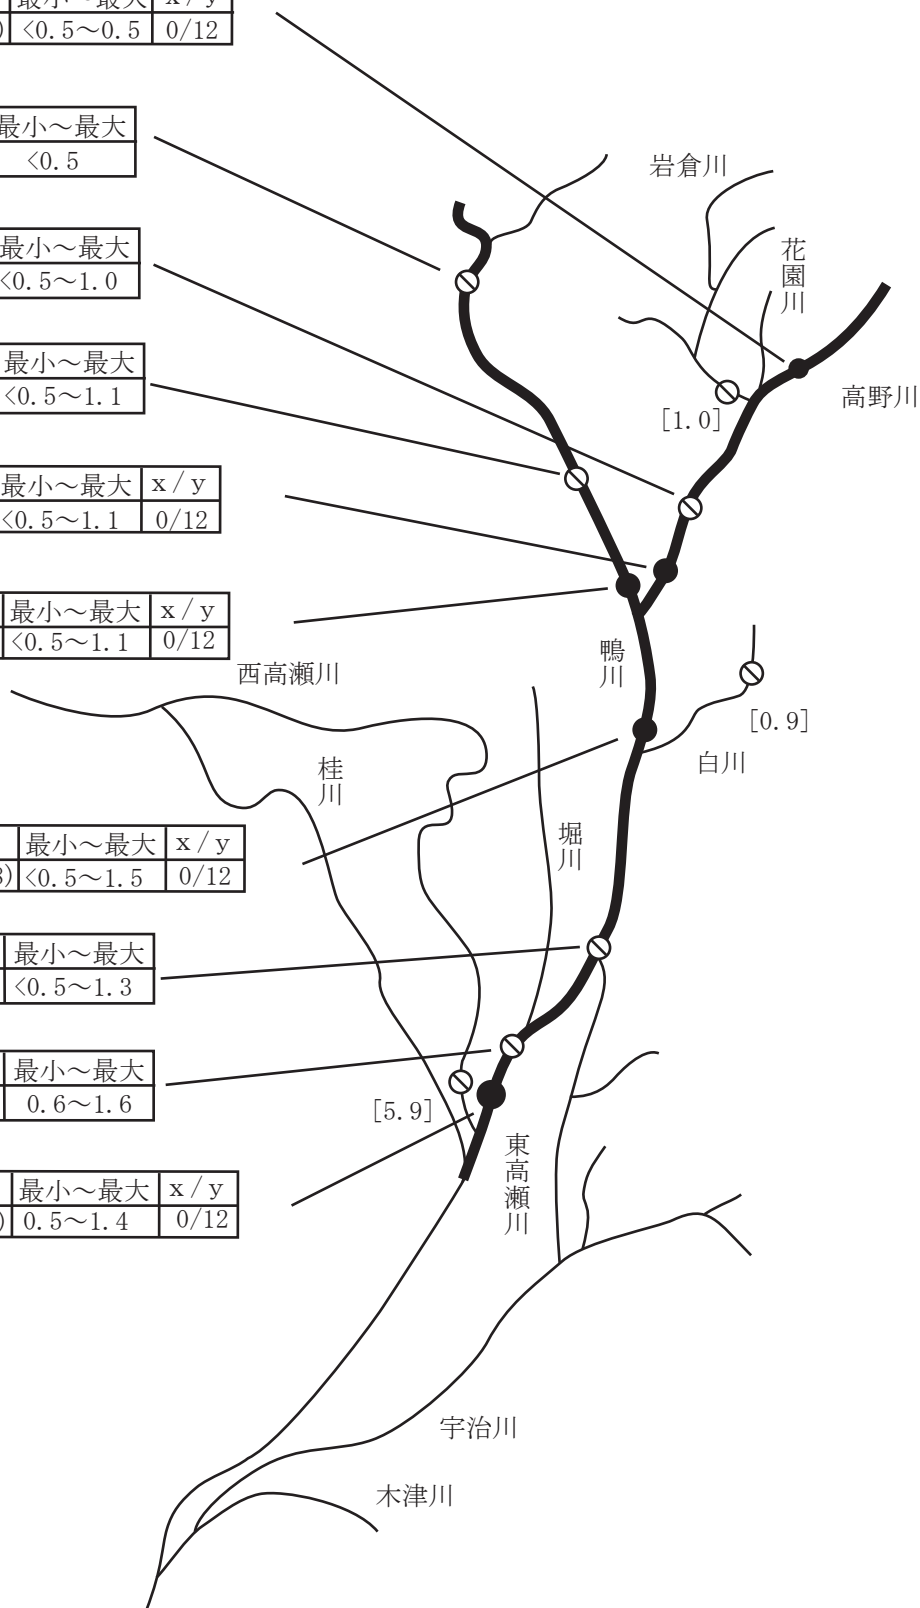 最小～最大 x/y
) <0.5～0.5 0/12
最小～最大
<0.5
最小～最大
<0.5～1.0
最小～最大
<0.5～1.1
最小～最大 x/y
<0.5～1.1 0/12
最小～最大 x/y
<0.5～1.1 0/12
最小～最大 x/y
3) <0.5～1.5 0/12
最小～最大
<0.5～1.3
最小～最大
0.6～1.6
最小～最大 x/y
) 0.5～1.4 0/12
岩倉川
花園川
高野川
[1.0]
鴨川
西高瀬川
[0.9]
白川
桂川
堀川
[5.9]
東高瀬川
宇治川
木津川